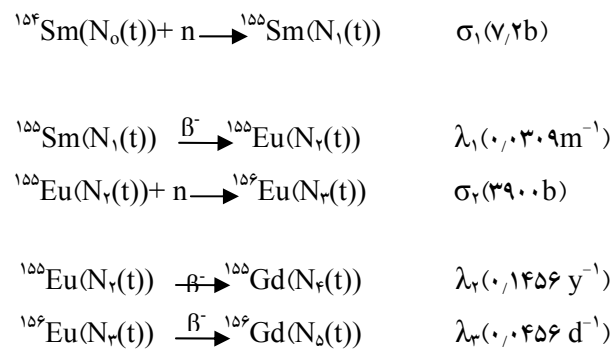 ¹⁵⁴Sm(N₀(t))+ n → ¹⁵⁵Sm(N₁(t)) σ₁(۷/۲b)
¹⁵⁵Sm(N₁(t)) β⁻→ ¹⁵⁵Eu(N₂(t)) λ₁(۰/۰۳۰۹m⁻¹)
¹⁵⁵Eu(N₂(t))+ n → ¹⁵⁶Eu(N₃(t)) σ₂(۳۹۰۰b)
¹⁵⁵Eu(N₂(t)) β⁻→ ¹⁵⁵Gd(N₄(t)) λ₂(۰/۱۴۵۶ y⁻¹)
¹⁵⁶Eu(N₃(t)) β⁻→ ¹⁵⁶Gd(N₅(t)) λ₃(۰/۰۴۵۶ d⁻¹)